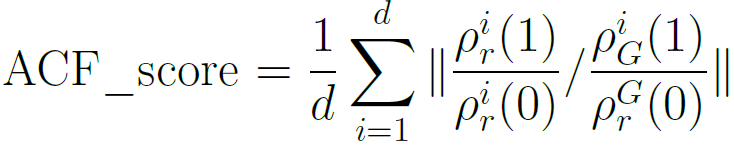 ACF_score = \frac{1}{d} \sum_{i=1}^{d} \| \frac{\rho_r^i(1)}{\rho_r^i(0)} / \frac{\rho_G^i(1)}{\rho_r^G(0)} \|